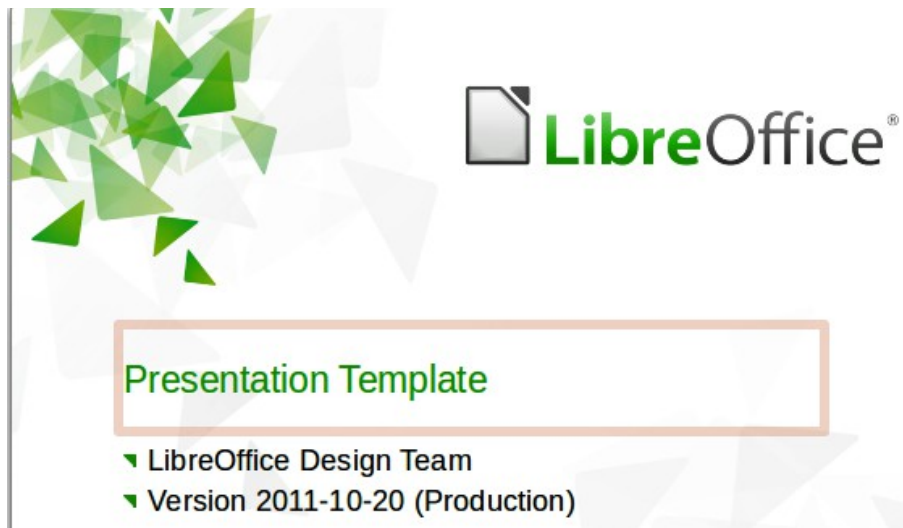 LibreOffice®
Presentation Template
LibreOffice Design Team
Version 2011-10-20 (Production)